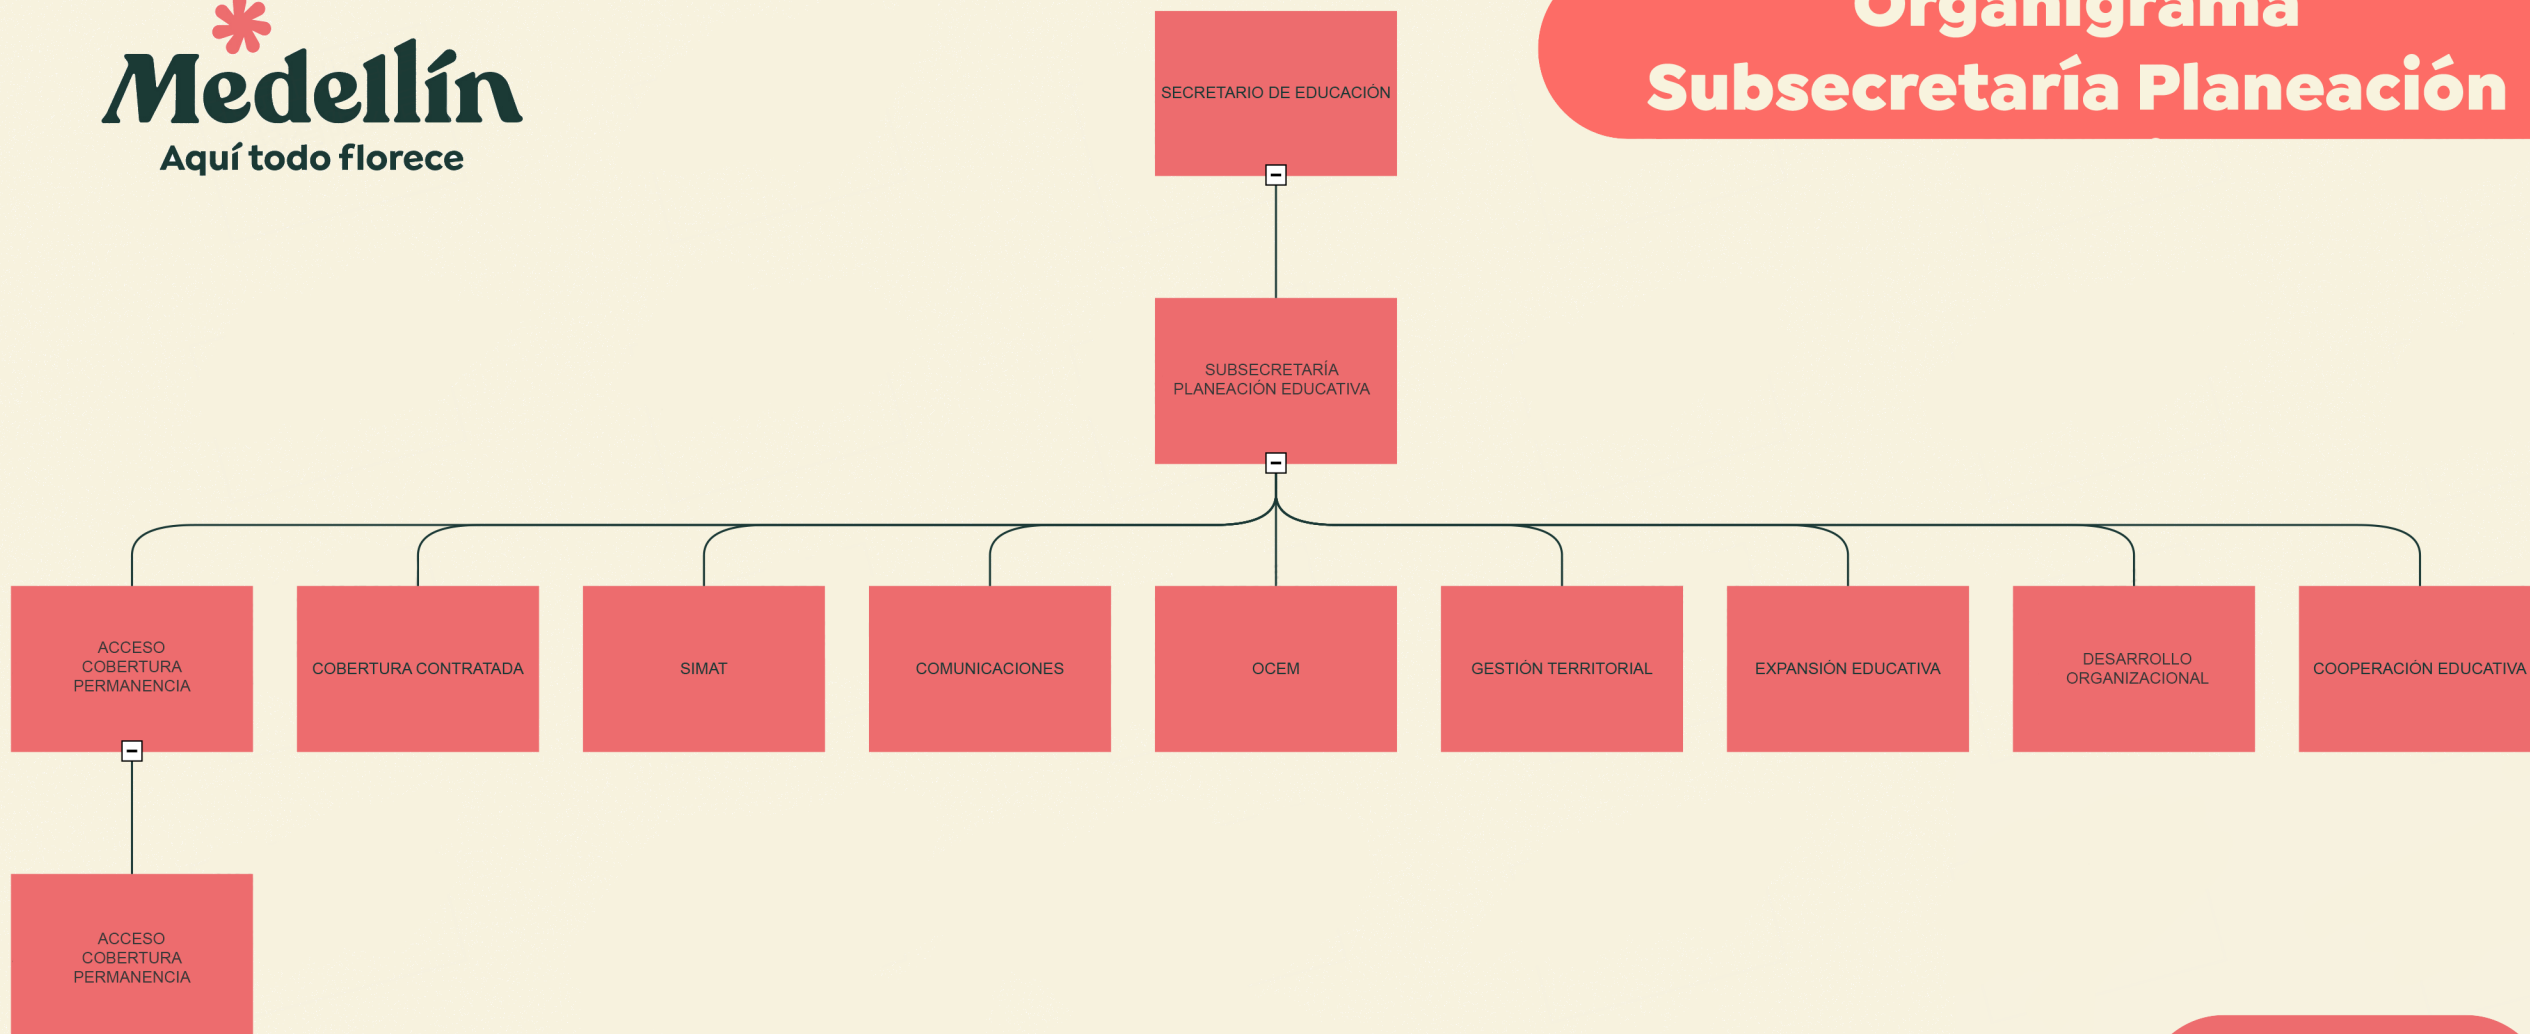 Medellín
Aquí todo florece
Organigrama
Subsecretaría Planeación
SECRETARIO DE EDUCACIÓN
SUBSECRETARÍA
PLANEACIÓN EDUCATIVA
ACCESO
COBERTURA
PERMANENCIA
COBERTURA CONTRATADA
SIMAT
COMUNICACIONES
OCEM
GESTIÓN TERRITORIAL
EXPANSIÓN EDUCATIVA
DESARROLLO
ORGANIZACIONAL
COOPERACIÓN EDUCATIVA
ACCESO
COBERTURA
PERMANENCIA